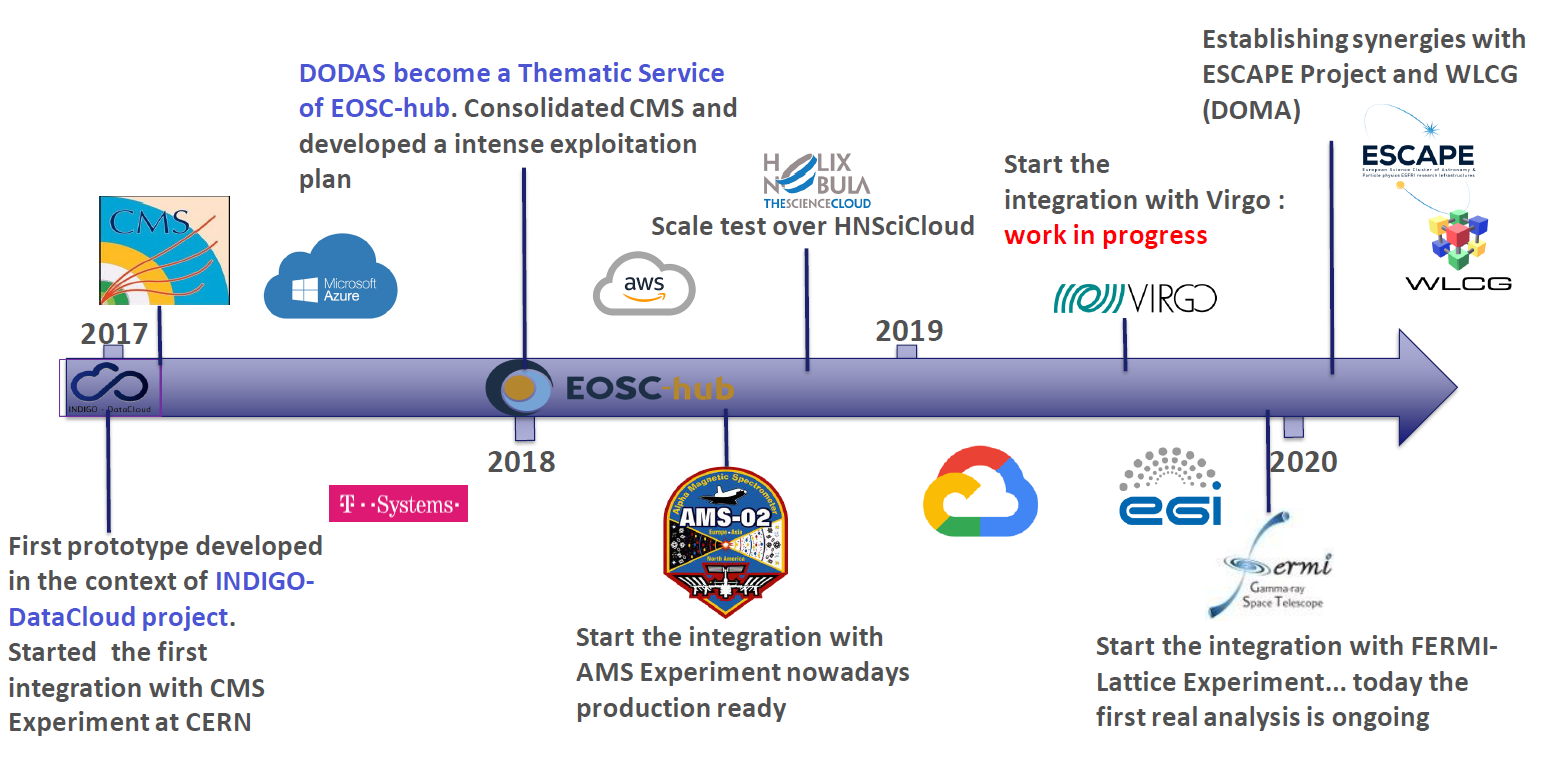 Establishing synergies with
ESCAPE Project and WLCG
(DOMA)
ESCAPE
European Science Cluster of Astronomy &
Particle physics ESFRI research Infrastructures
WLCG
DODAS become a Thematic Service
of EOSC-hub. Consolidated CMS and
developed a intense exploitation
plan
HELIX
NEBULA
THESCIENCECLOUD
Scale test over HNSciCloud
Start the
integration with Virgo :
work in progress
VIRGO
CMS
Microsoft
Azure
aws
2017
2019
INDIGO - DataCloud
EOSC-hub
2018
2020
T··Systems·
Alpha Magnetic Spectrometer
AMS-02
Europe•Asia
North America
egi
Fermi
Gamma-ray
Space Telescope
First prototype developed
in the context of INDIGO-
DataCloud project.
Started the first
integration with CMS
Experiment at CERN
Start the integration with
AMS Experiment nowadays
production ready
Start the integration with FERMI-
Lattice Experiment... today the
first real analysis is ongoing